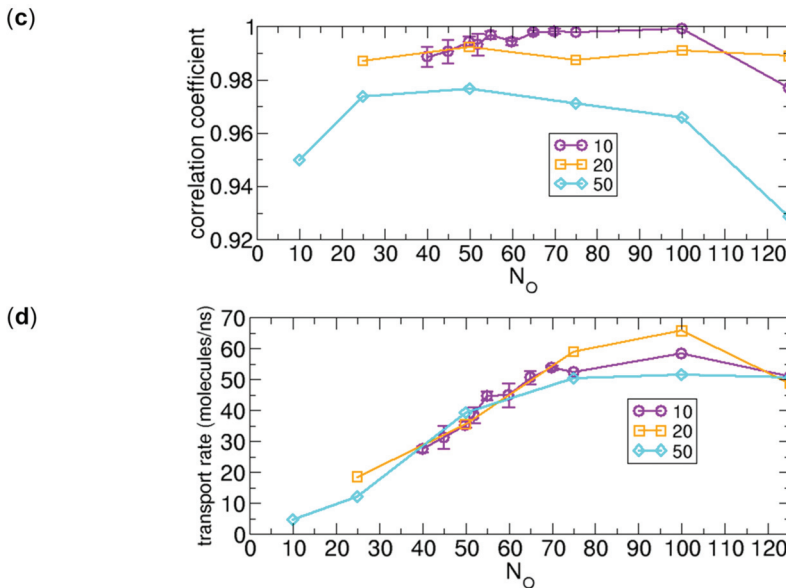 (c)
correlation coefficient
1
0.98
0.96
0.94
0.92
10
20
50
0 10 20 30 40 50 60 70 80 90 100 110 120
N_O
(d)
transport rate (molecules/ns)
70
60
50
40
30
20
10
0
10
20
50
0 10 20 30 40 50 60 70 80 90 100 110 120
N_O